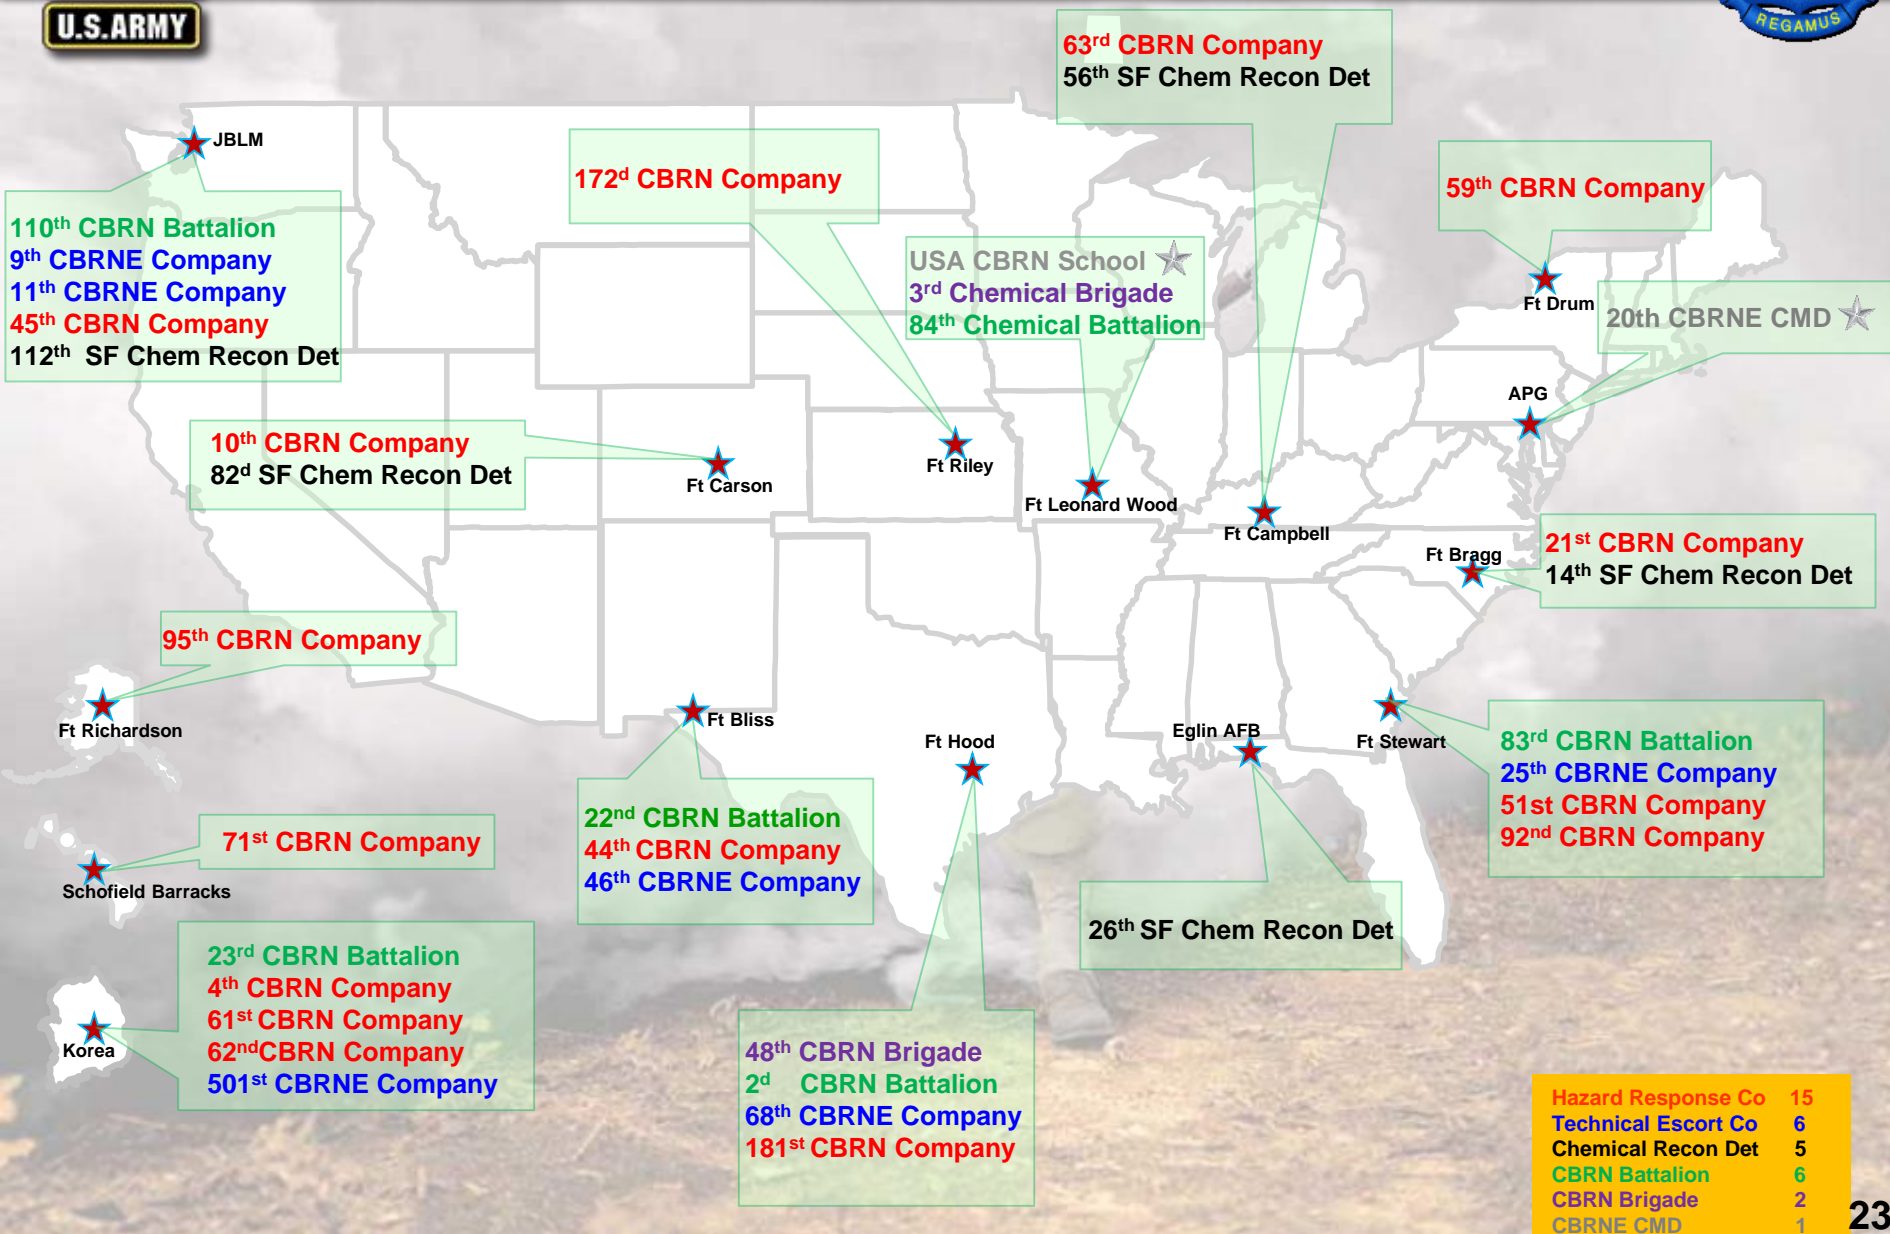 U.S.ARMY
REGAMUS
63rd CBRN Company
56th SF Chem Recon Det
JBLM
110th CBRN Battalion
9th CBRNE Company
11th CBRNE Company
45th CBRN Company
112th SF Chem Recon Det
172d CBRN Company
59th CBRN Company
USA CBRN School
3rd Chemical Brigade
84th Chemical Battalion
Ft Drum
20th CBRNE CMD
APG
10th CBRN Company
82d SF Chem Recon Det
Ft Carson
Ft Riley
Ft Leonard Wood
Ft Campbell
Ft Bragg
21st CBRN Company
14th SF Chem Recon Det
95th CBRN Company
Ft Richardson
Ft Bliss
Ft Hood
Eglin AFB
Ft Stewart
83rd CBRN Battalion
25th CBRNE Company
51st CBRN Company
92nd CBRN Company
71st CBRN Company
Schofield Barracks
22nd CBRN Battalion
44th CBRN Company
46th CBRNE Company
26th SF Chem Recon Det
23rd CBRN Battalion
4th CBRN Company
61st CBRN Company
62ndCBRN Company
501st CBRNE Company
Korea
48th CBRN Brigade
2d CBRN Battalion
68th CBRNE Company
181st CBRN Company
Hazard Response Co 15
Technical Escort Co 6
Chemical Recon Det 5
CBRN Battalion 6
CBRN Brigade 2
CBRNE CMD 1
23